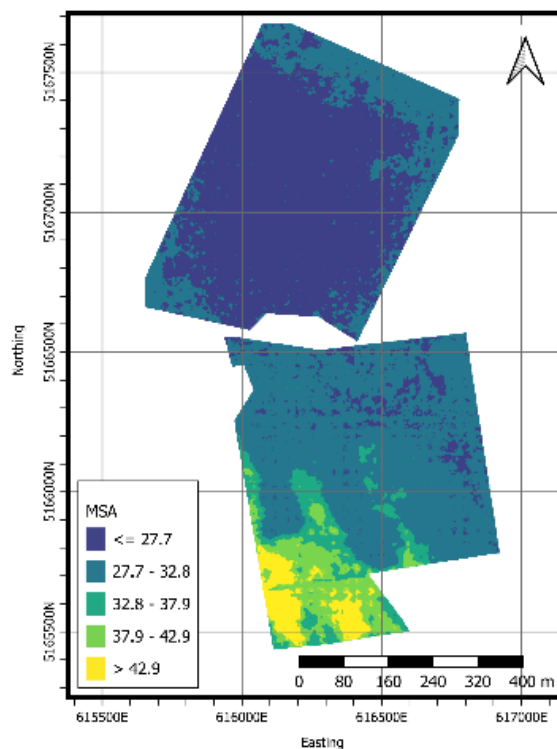 5167500N
5167000N
5166500N
5166000N
5165500N
Northing
MSA
<= 27.7
27.7 - 32.8
32.8 - 37.9
37.9 - 42.9
> 42.9
0 80 160 240 320 400 m
615500E 616000E 616500E 617000E
Easting